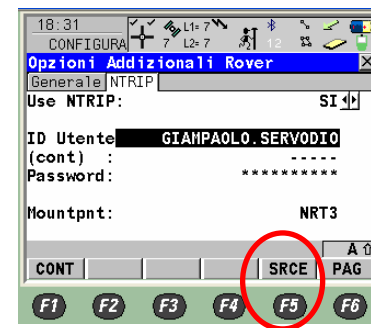 18:31 L1= 7
CONFIGURA 7 L2= 7 12
Opzioni Addizionali Rover
Generale NTRIP
Use NTRIP: SI
ID Utente GIAMPAOLO.SERVODIO
(cont) : -----
Password: **********
Mountpnt: NRT3
A
CONT SRCE PAG
F1 F2 F3 F4 F5 F6